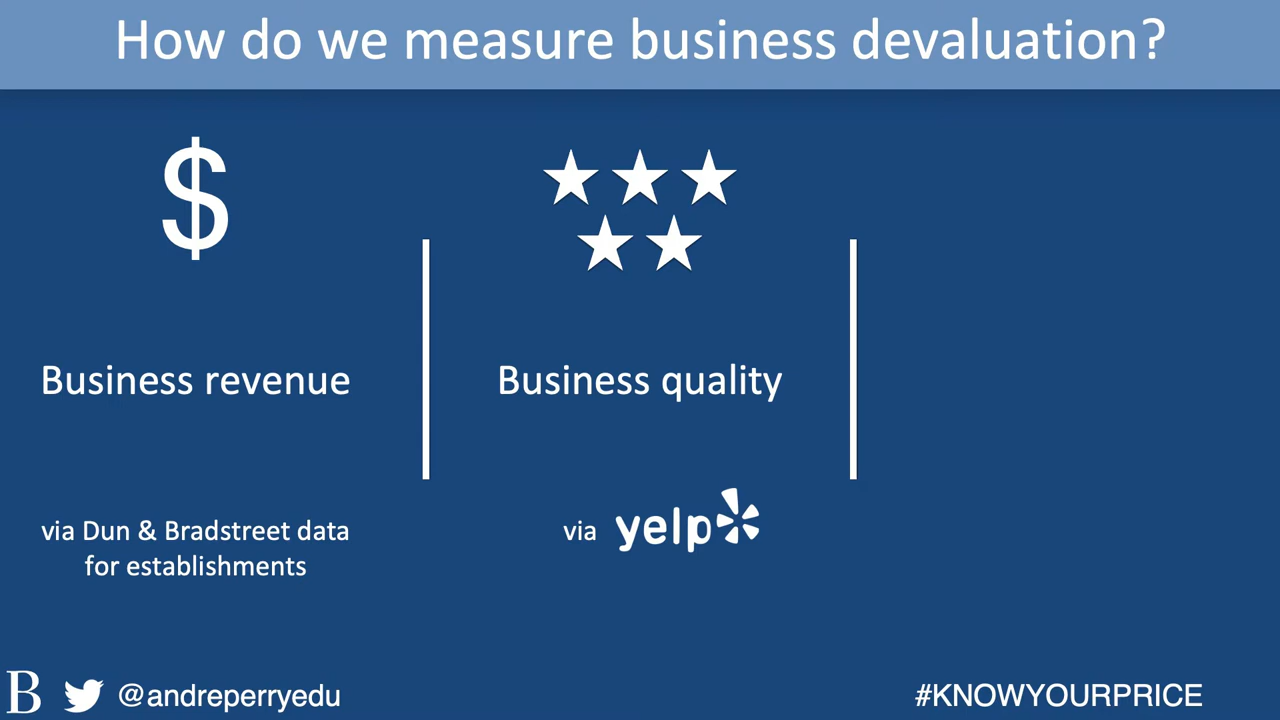 How do we measure business devaluation?
$
Business revenue
via Dun & Bradstreet data
for establishments
Business quality
via yelp
B @andreperryedu
#KNOWYOURPRICE